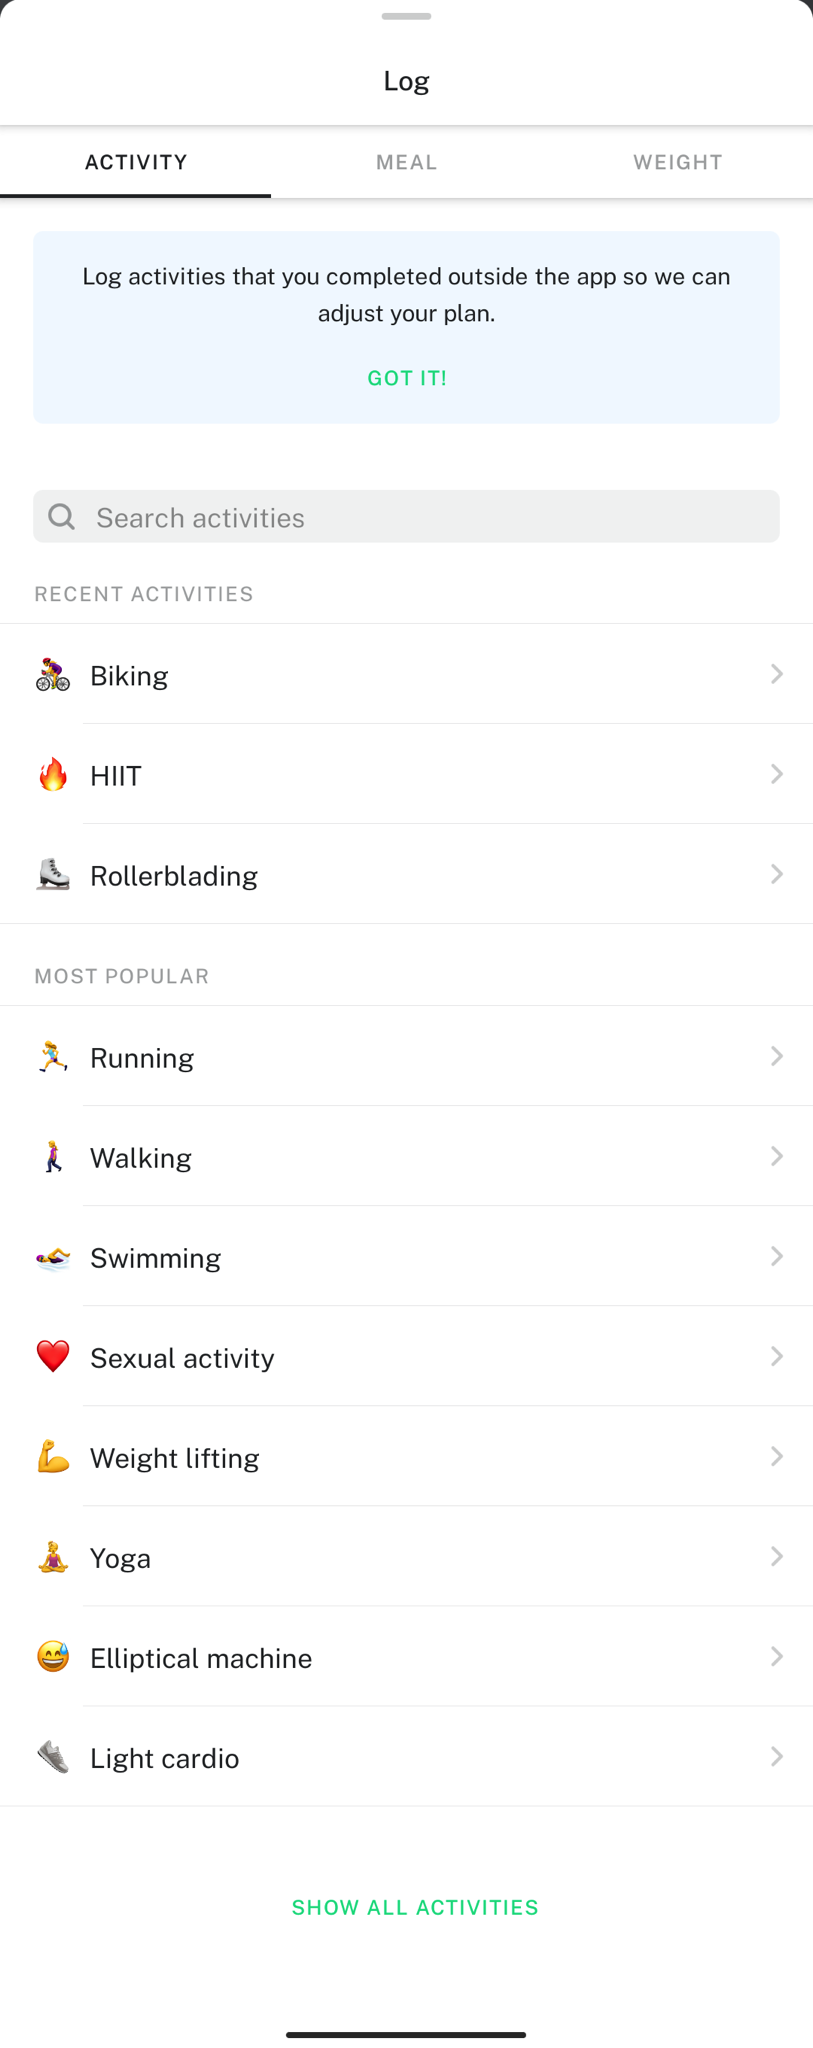 Log
ACTIVITY
MEAL
WEIGHT
Log activities that you completed outside the app so we can
adjust your plan.
GOT IT!
Search activities
RECENT ACTIVITIES
Biking
HIIT
Rollerblading
MOST POPULAR
Running
Walking
Swimming
Sexual activity
Weight lifting
Yoga
Elliptical machine
Light cardio
SHOW ALL ACTIVITIES